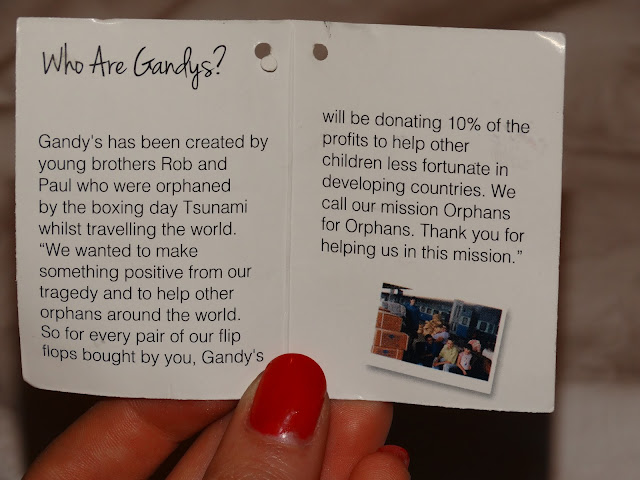 Who Are Gandys?
Gandy's has been created by
young brothers Rob and
Paul who were orphaned
by the boxing day Tsunami
whilst travelling the world.
“We wanted to make
something positive from our
tragedy and to help other
orphans around the world.
So for every pair of our flip
flops bought by you, Gandy's
will be donating 10% of the
profits to help other
children less fortunate in
developing countries. We
call our mission Orphans
for Orphans. Thank you for
helping us in this mission.”